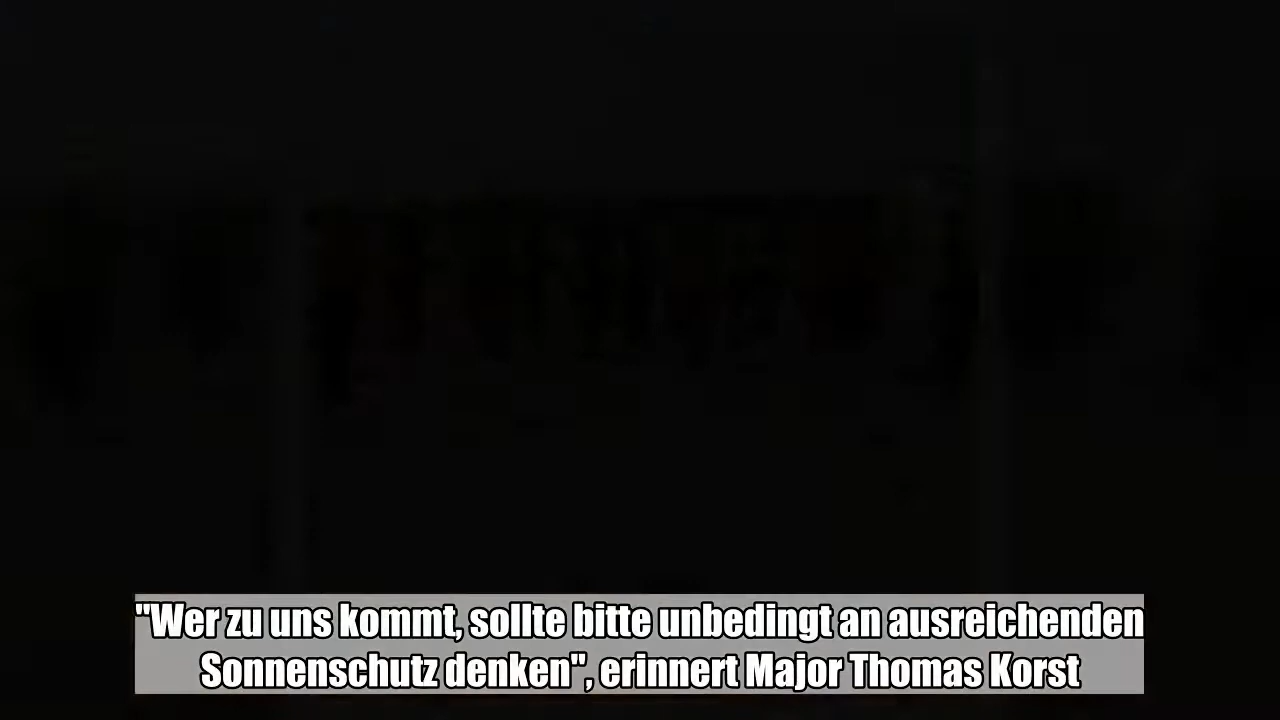 "Wer zu uns kommt, sollte bitte unbedingt an ausreichenden
Sonnenschutz denken", erinnert Major Thomas Korst